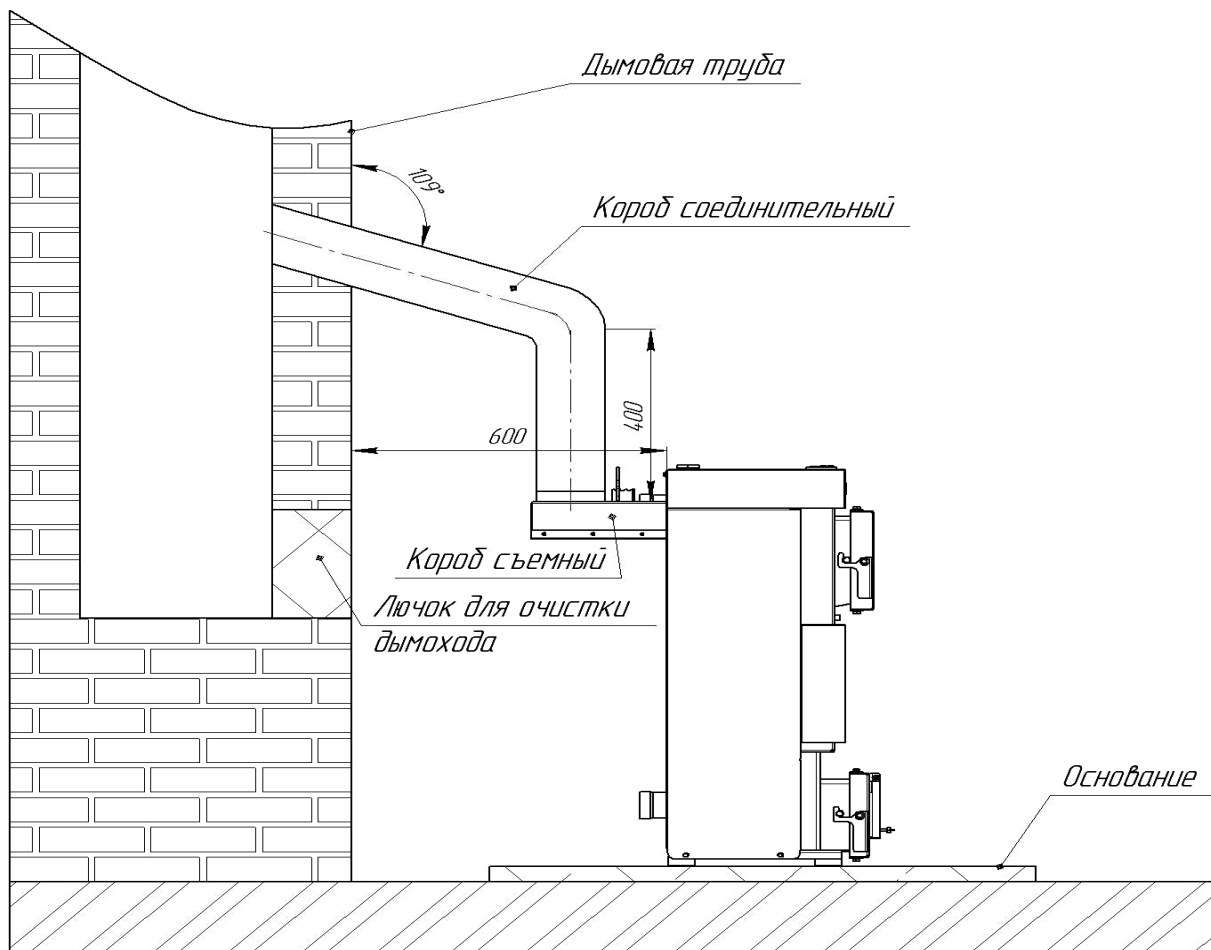 Дымовая труба
109°
Короб соединительный
400
600
Короб съемный
Лючок для очистки
дымохода
Основание